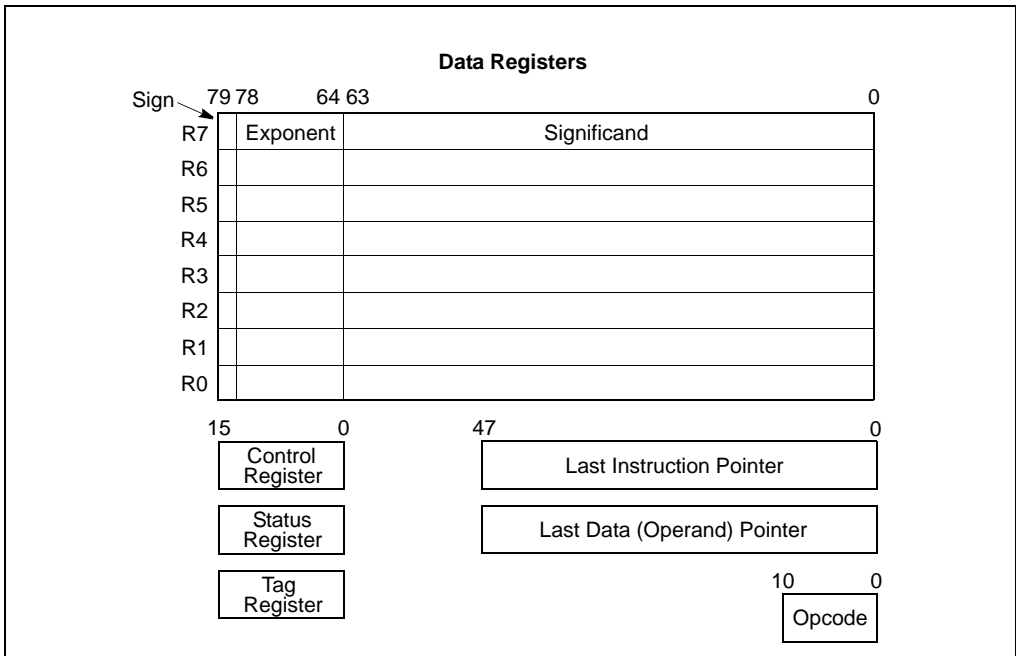 Data Registers
Sign 79 78 64 63 0
R7 Exponent Significand
R6
R5
R4
R3
R2
R1
R0
15 0 47 0
Control
Register
Last Instruction Pointer
Status
Register
Last Data (Operand) Pointer
Tag
Register
10 0
Opcode